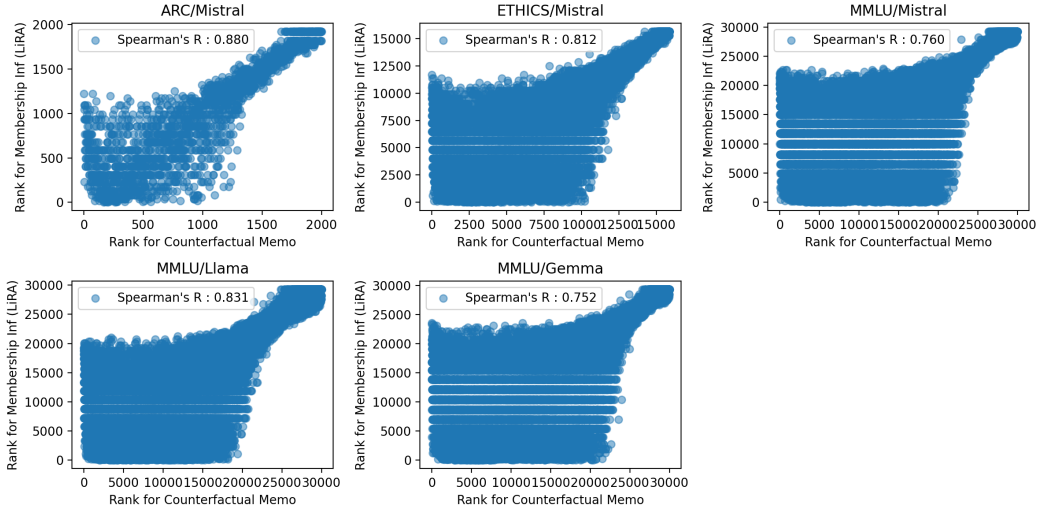 ARC/Mistral
Rank for Membership Inf (LiRA)
2000
1500
1000
500
0
Spearman's R : 0.880
0 500 1000 1500 2000
Rank for Counterfactual Memo
ETHICS/Mistral
Rank for Membership Inf (LiRA)
15000
12500
10000
7500
5000
2500
0
Spearman's R : 0.812
0 2500 5000 7500 10000 12500 15000
Rank for Counterfactual Memo
MMLU/Mistral
Rank for Membership Inf (LiRA)
30000
25000
20000
15000
10000
5000
0
Spearman's R : 0.760
0 5000 10000 15000 20000 25000 30000
Rank for Counterfactual Memo
MMLU/Llama
Rank for Membership Inf (LiRA)
30000
25000
20000
15000
10000
5000
0
Spearman's R : 0.831
0 5000 10000 15000 20000 25000 30000
Rank for Counterfactual Memo
MMLU/Gemma
Rank for Membership Inf (LiRA)
30000
25000
20000
15000
10000
5000
0
Spearman's R : 0.752
0 5000 10000 15000 20000 25000 30000
Rank for Counterfactual Memo